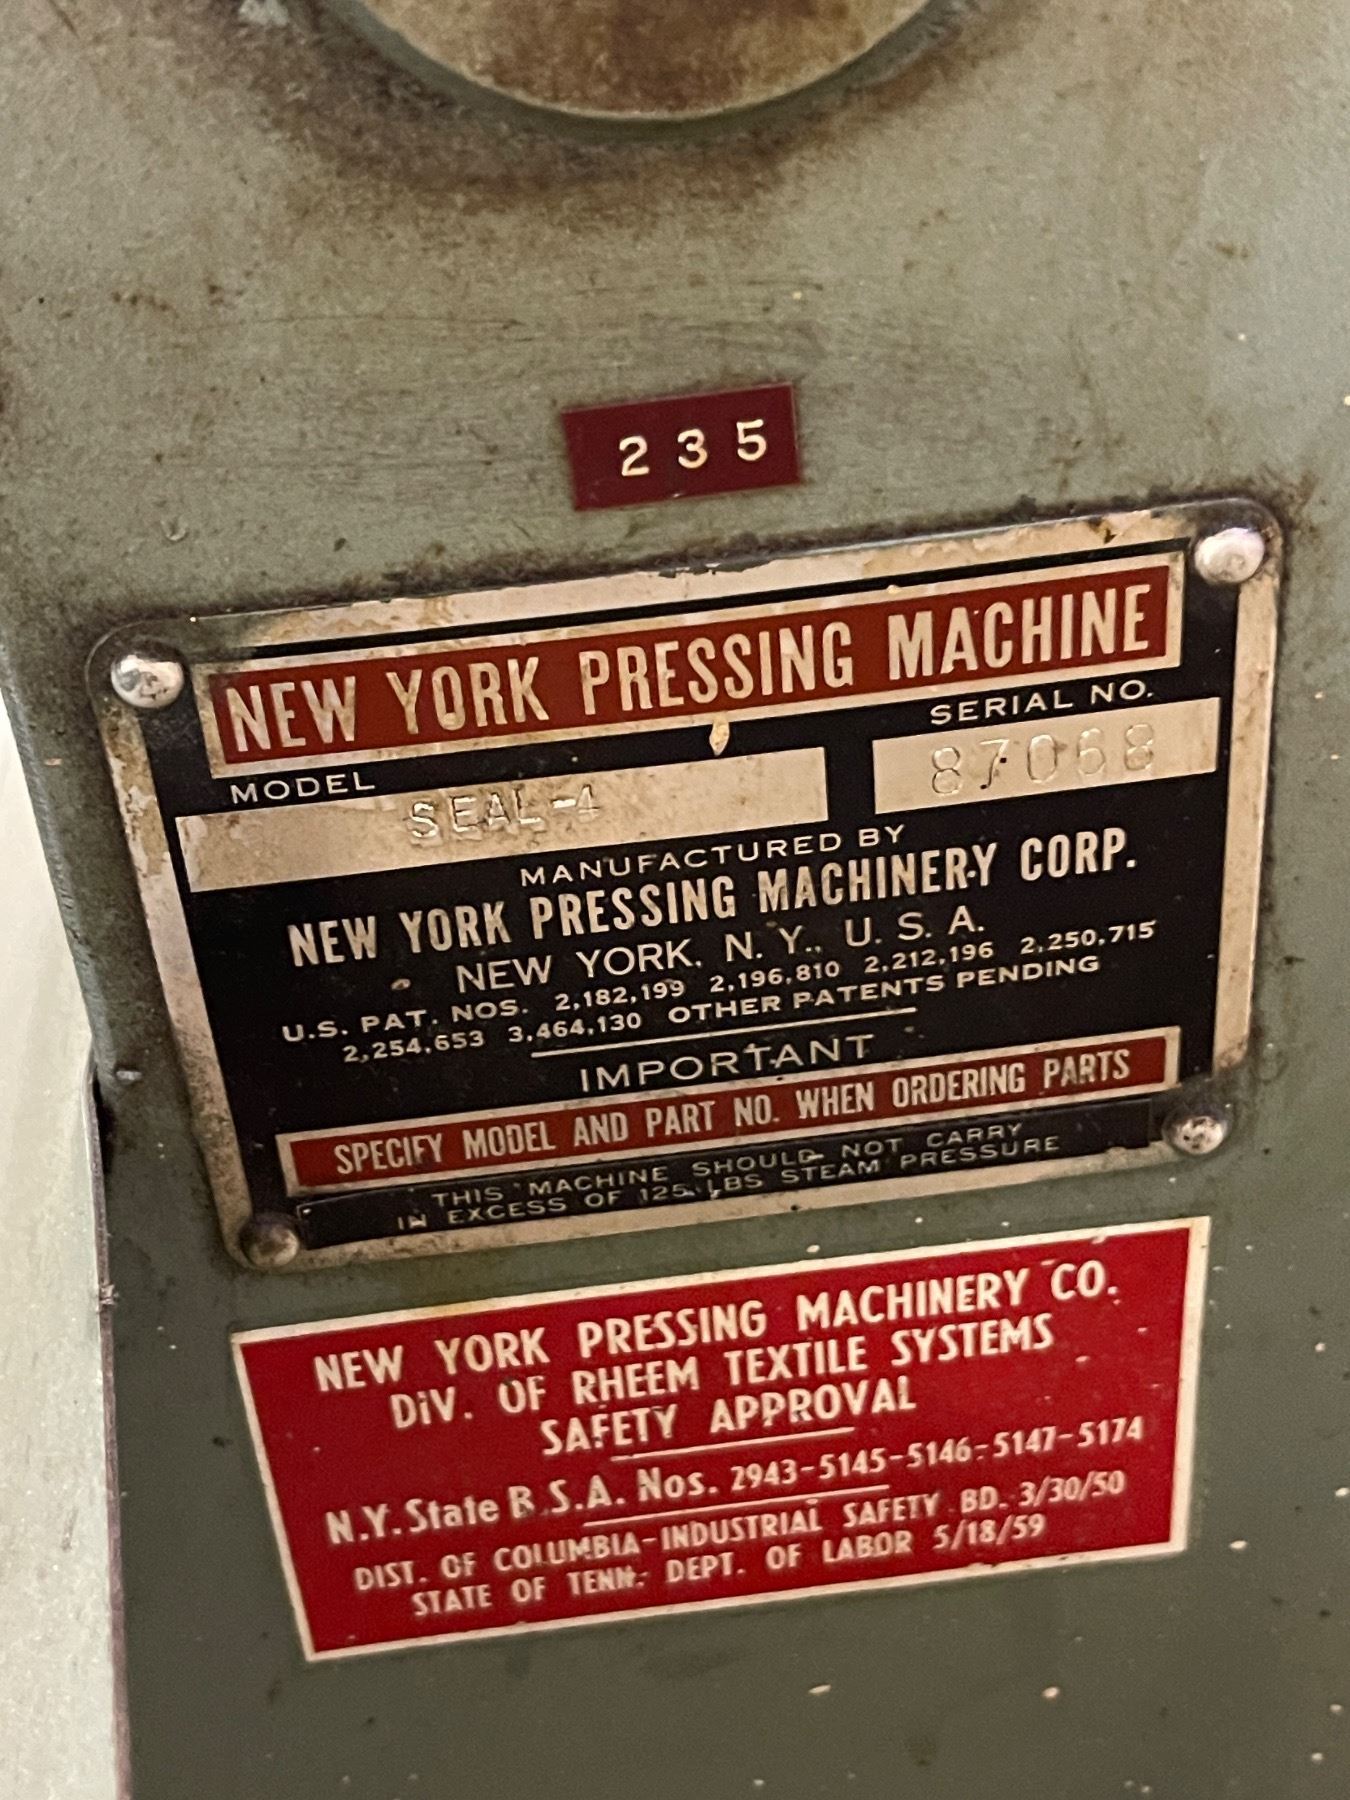 235
NEW YORK PRESSING MACHINE
MODEL SERIAL NO.
SEAL-4 87068
MANUFACTURED BY
NEW YORK PRESSING MACHINERY CORP.
NEW YORK, N. Y., U. S. A.
U.S. PAT. NOS. 2,182,199 2,196,810 2,212,196 2,250,715
2,254,653 3,464,130 OTHER PATENTS PENDING
IMPORTANT
SPECIFY MODEL AND PART NO. WHEN ORDERING PARTS
THIS MACHINE SHOULD NOT CARRY
IN EXCESS OF 125 LBS STEAM PRESSURE
NEW YORK PRESSING MACHINERY CO.
DiV. OF RHEEM TEXTILE SYSTEMS
SAFETY APPROVAL
N.Y. State B.S.A. Nos. 2943-5145-5146-5147-5174
DIST. OF COLUMBIA-INDUSTRIAL SAFETY BD. 3/30/50
STATE OF TENN. DEPT. OF LABOR 5/18/59